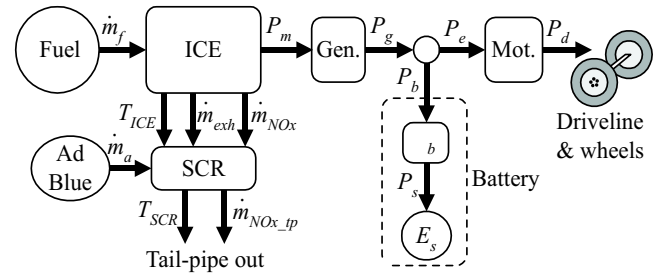 Fuel
ṁ_f
ICE
P_m
Gen.
P_g
P_e
Mot.
P_d
P_b
T_ICE
ṁ_exh
ṁ_NOx
Driveline
& wheels
Ad
Blue
ṁ_a
SCR
b
Battery
P_s
T_SCR
ṁ_NOx_tp
E_s
Tail-pipe out